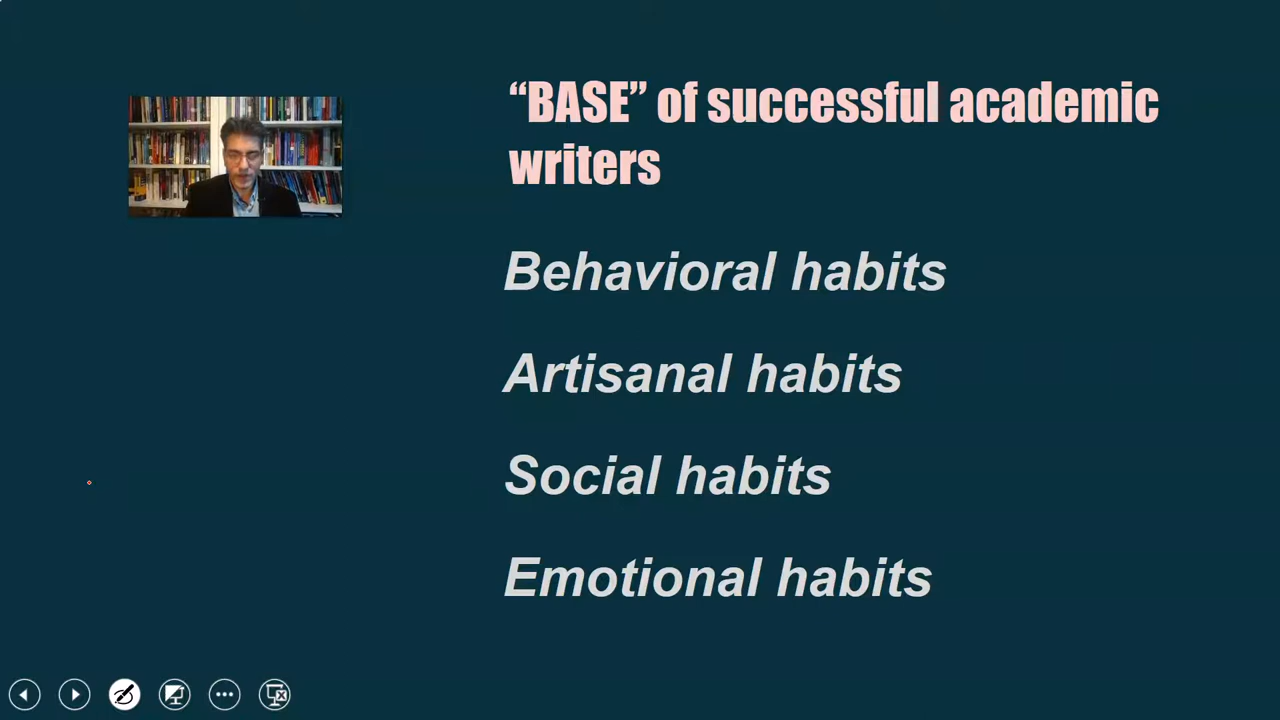 “BASE” of successful academic
writers
Behavioral habits
Artisanal habits
Social habits
Emotional habits